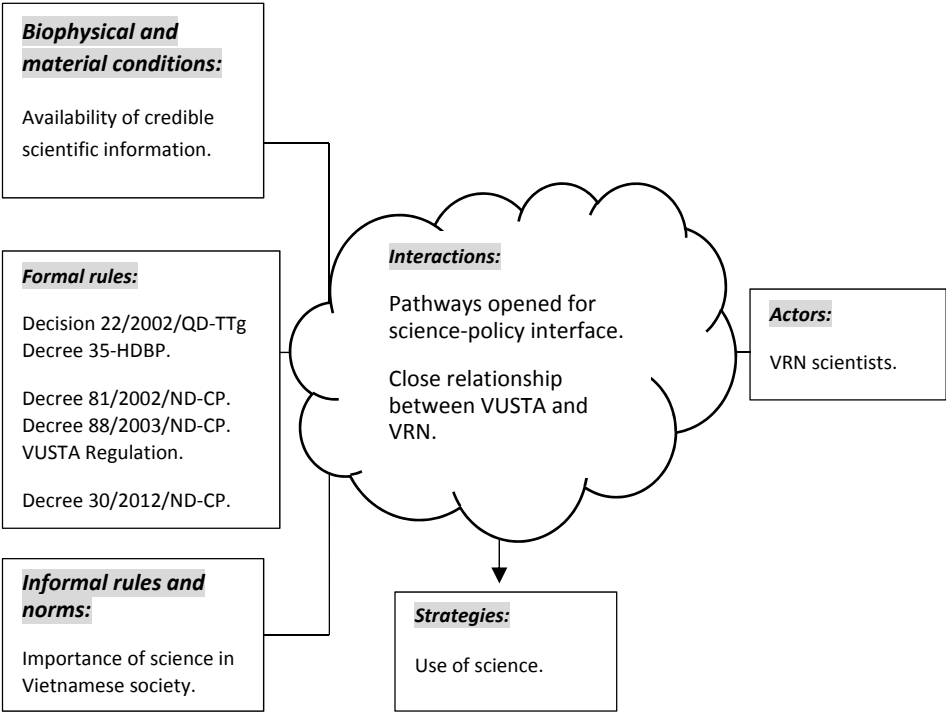 Biophysical and
material conditions:
Availability of credible
scientific information.
Formal rules:
Decision 22/2002/QD-TTg
Decree 35-HDBP.
Decree 81/2002/ND-CP.
Decree 88/2003/ND-CP.
VUSTA Regulation.
Decree 30/2012/ND-CP.
Informal rules and
norms:
Importance of science in
Vietnamese society.
Interactions:
Pathways opened for
science-policy interface.
Close relationship
between VUSTA and
VRN.
Actors:
VRN scientists.
Strategies:
Use of science.